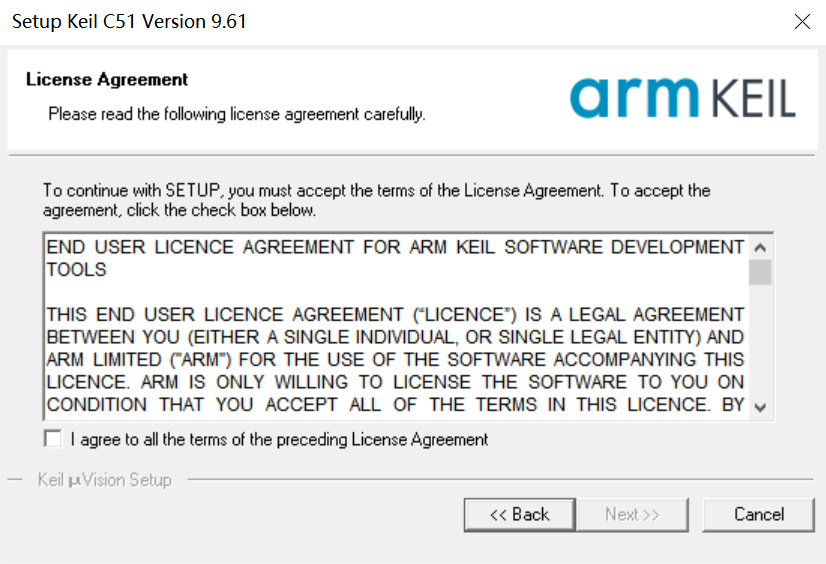 Setup Keil C51 Version 9.61
License Agreement
Please read the following license agreement carefully.
arm KEIL
To continue with SETUP, you must accept the terms of the License Agreement. To accept the
agreement, click the check box below.
END USER LICENCE AGREEMENT FOR ARM KEIL SOFTWARE DEVELOPMENT
TOOLS
THIS END USER LICENCE AGREEMENT (“LICENCE”) IS A LEGAL AGREEMENT
BETWEEN YOU (EITHER A SINGLE INDIVIDUAL, OR SINGLE LEGAL ENTITY) AND
ARM LIMITED ("ARM") FOR THE USE OF THE SOFTWARE ACCOMPANYING THIS
LICENCE. ARM IS ONLY WILLING TO LICENSE THE SOFTWARE TO YOU ON
CONDITION THAT YOU ACCEPT ALL OF THE TERMS IN THIS LICENCE. BY
I agree to all the terms of the preceding License Agreement
Keil µVision Setup
<< Back
Next >>
Cancel